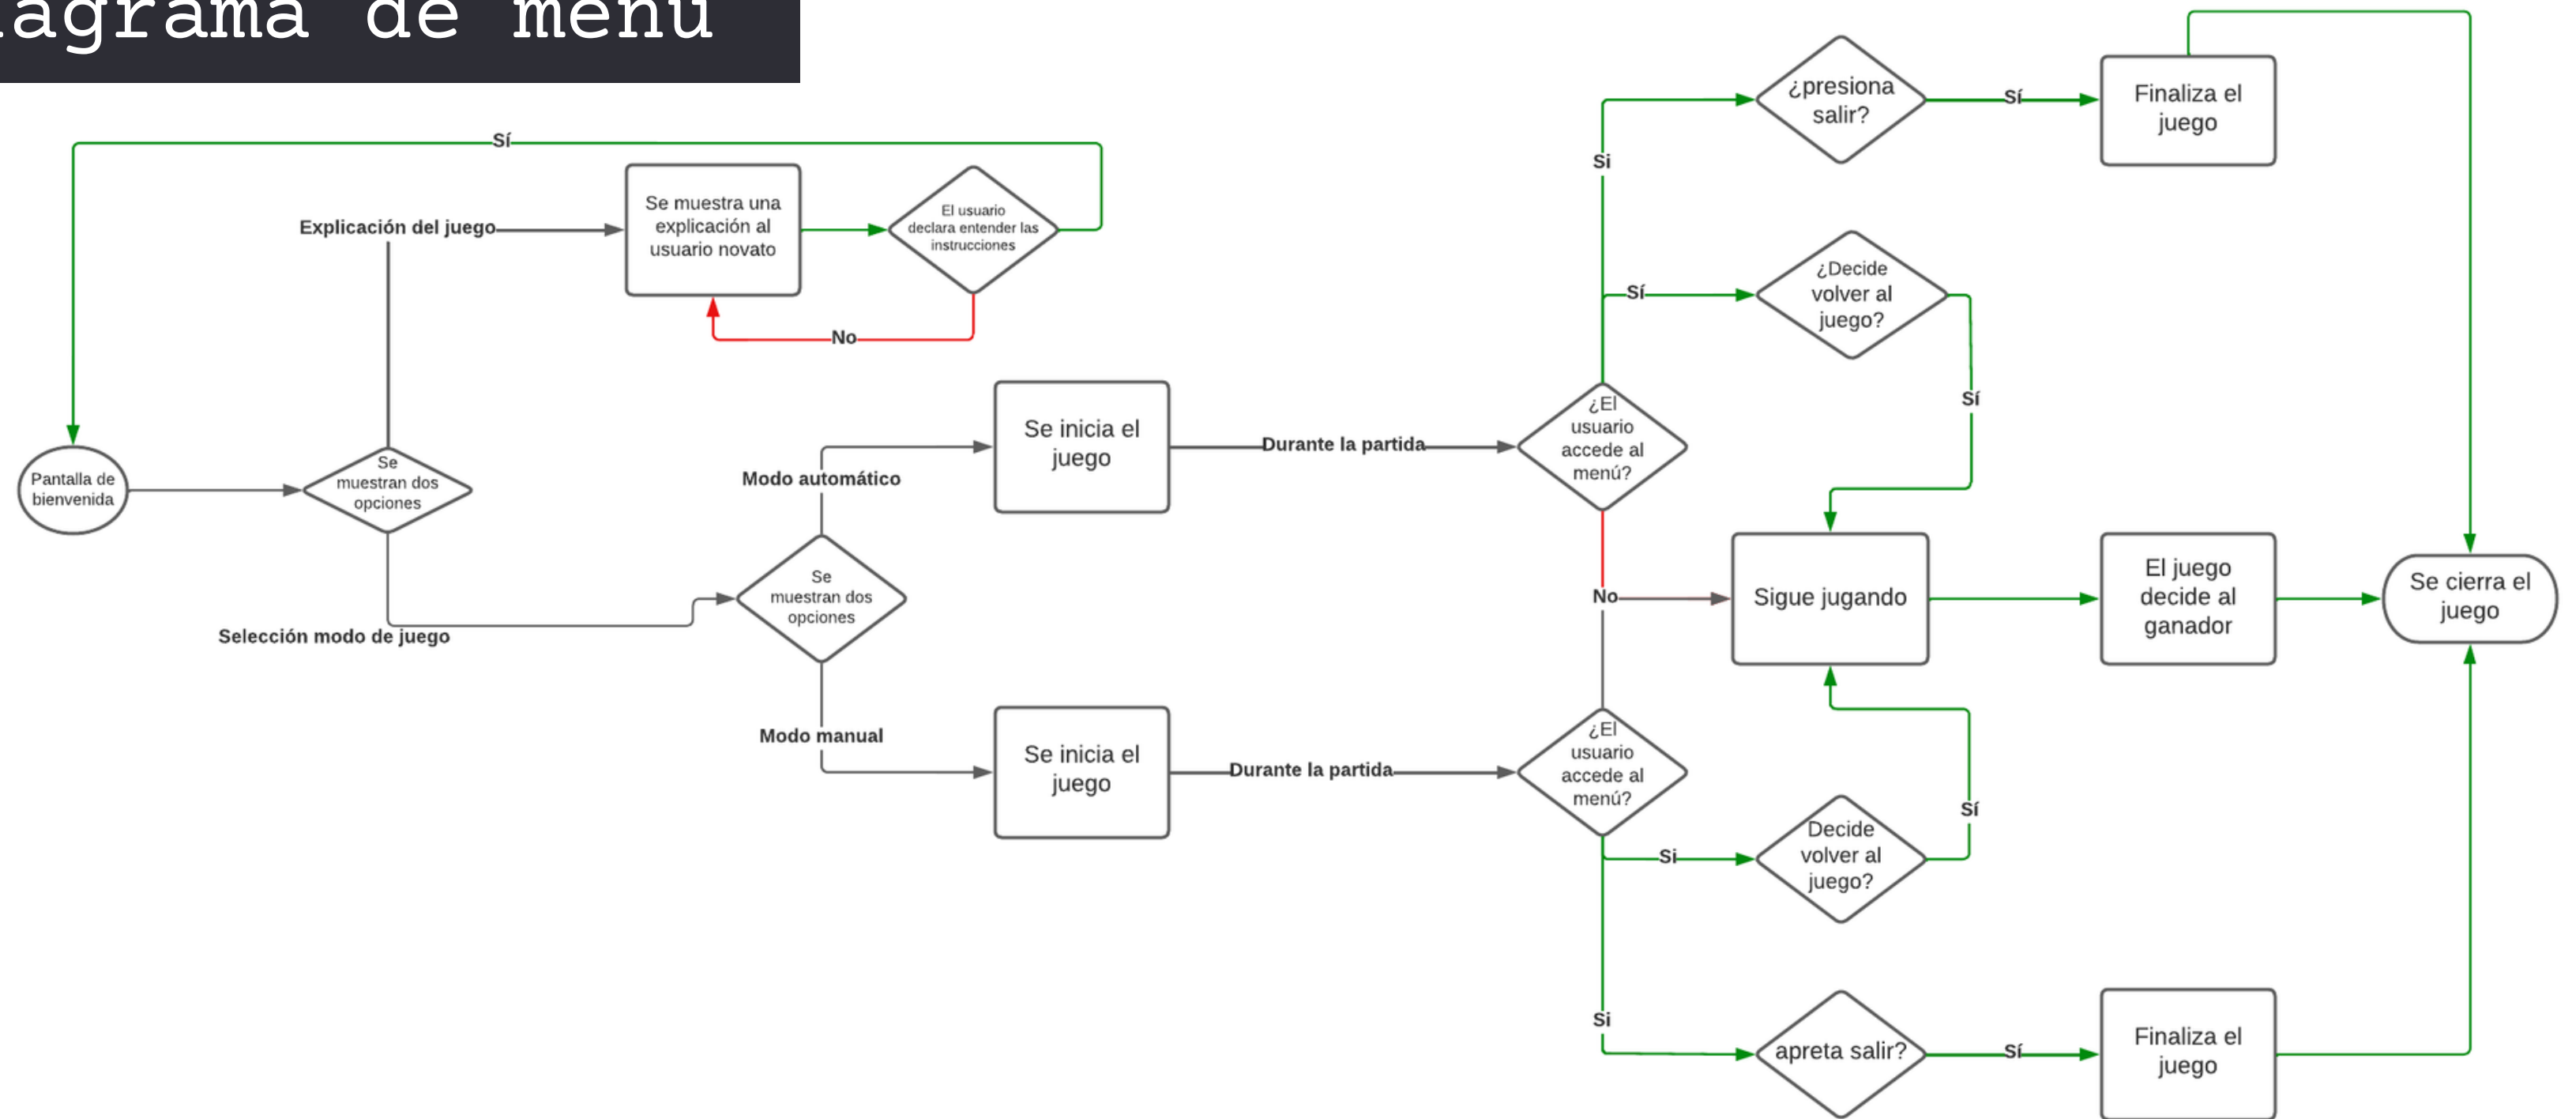 de menú
¿presiona
salir?
Sí
Finaliza el
juego
Sí
Si
Se muestra una
explicación al
usuario novato
El usuario
declara entender las
instrucciones
Explicación del juego
No
¿Decide
volver al
juego?
Sí
Sí
Se inicia el
juego
Durante la partida
¿El
usuario
accede al
menú?
Pantalla de
bienvenida
Se
muestran dos
opciones
Modo automático
Se
muestran dos
opciones
Selección modo de juego
No
Sigue jugando
El juego
decide al
ganador
Se cierra el
juego
Modo manual
Se inicia el
juego
Durante la partida
¿El
usuario
accede al
menú?
Sí
Si
Decide
volver al
juego?
Si
apreta salir?
Sí
Finaliza el
juego